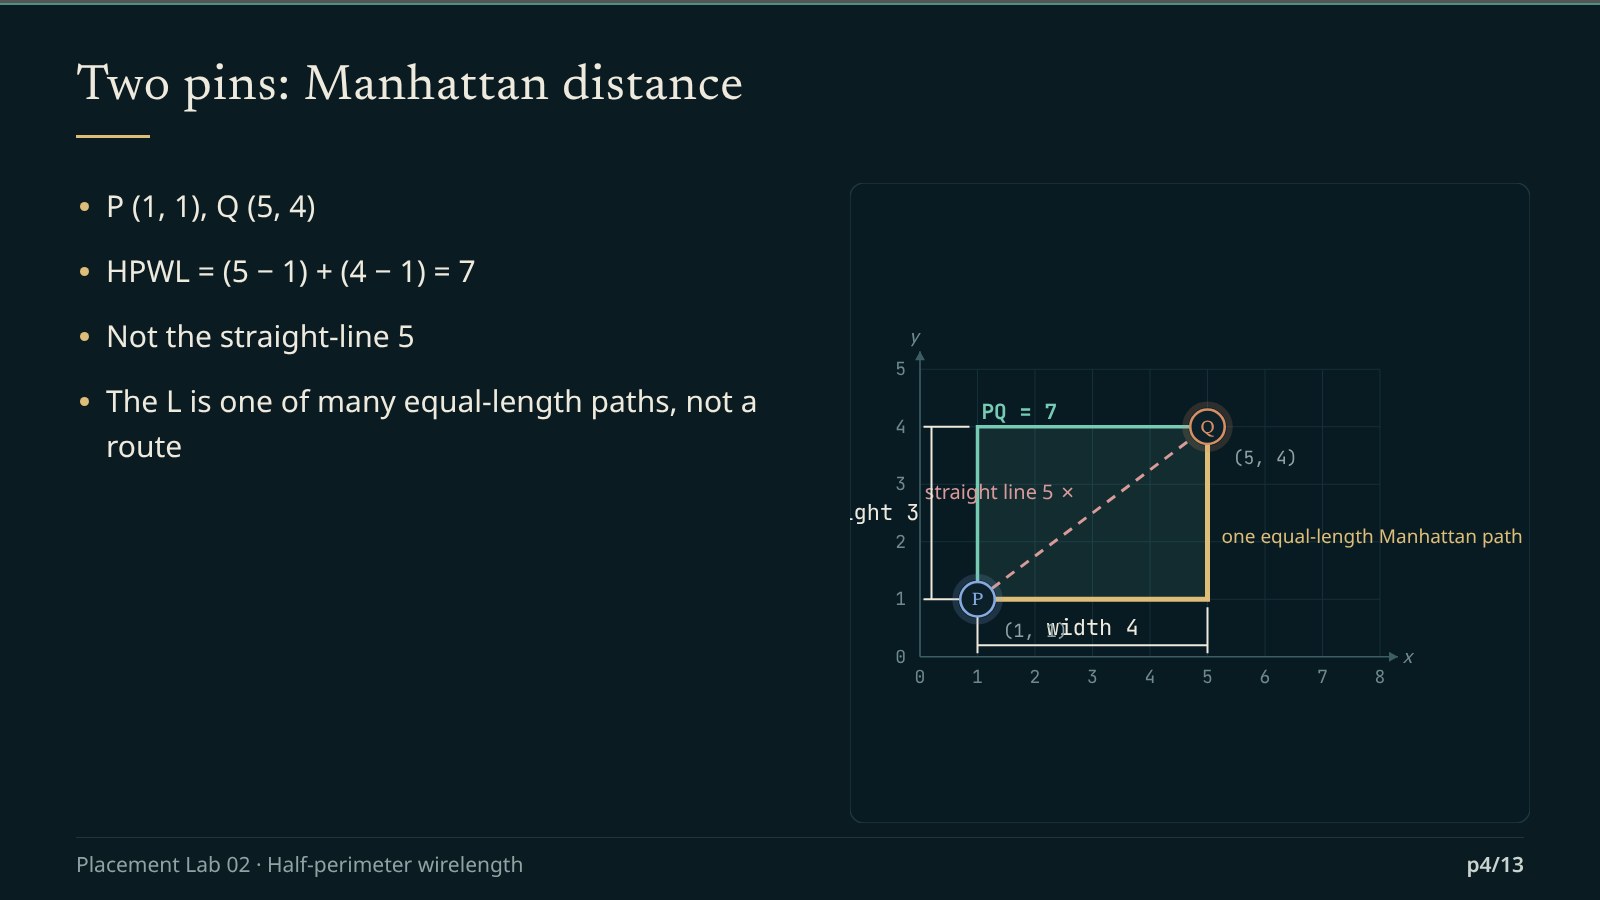 Two pins: Manhattan distance
P (1, 1), Q (5, 4)
HPWL = (5 − 1) + (4 − 1) = 7
Not the straight-line 5
The L is one of many equal-length paths, not a
route
y
5
PQ = 7
4
Q
(5, 4)
3
straight line 5 ×
ght 3
2
one equal-length Manhattan path
1
P
(1, 1)
width 4
0
0 1 2 3 4 5 6 7 8
x
Placement Lab 02 · Half-perimeter wirelength
p4/13